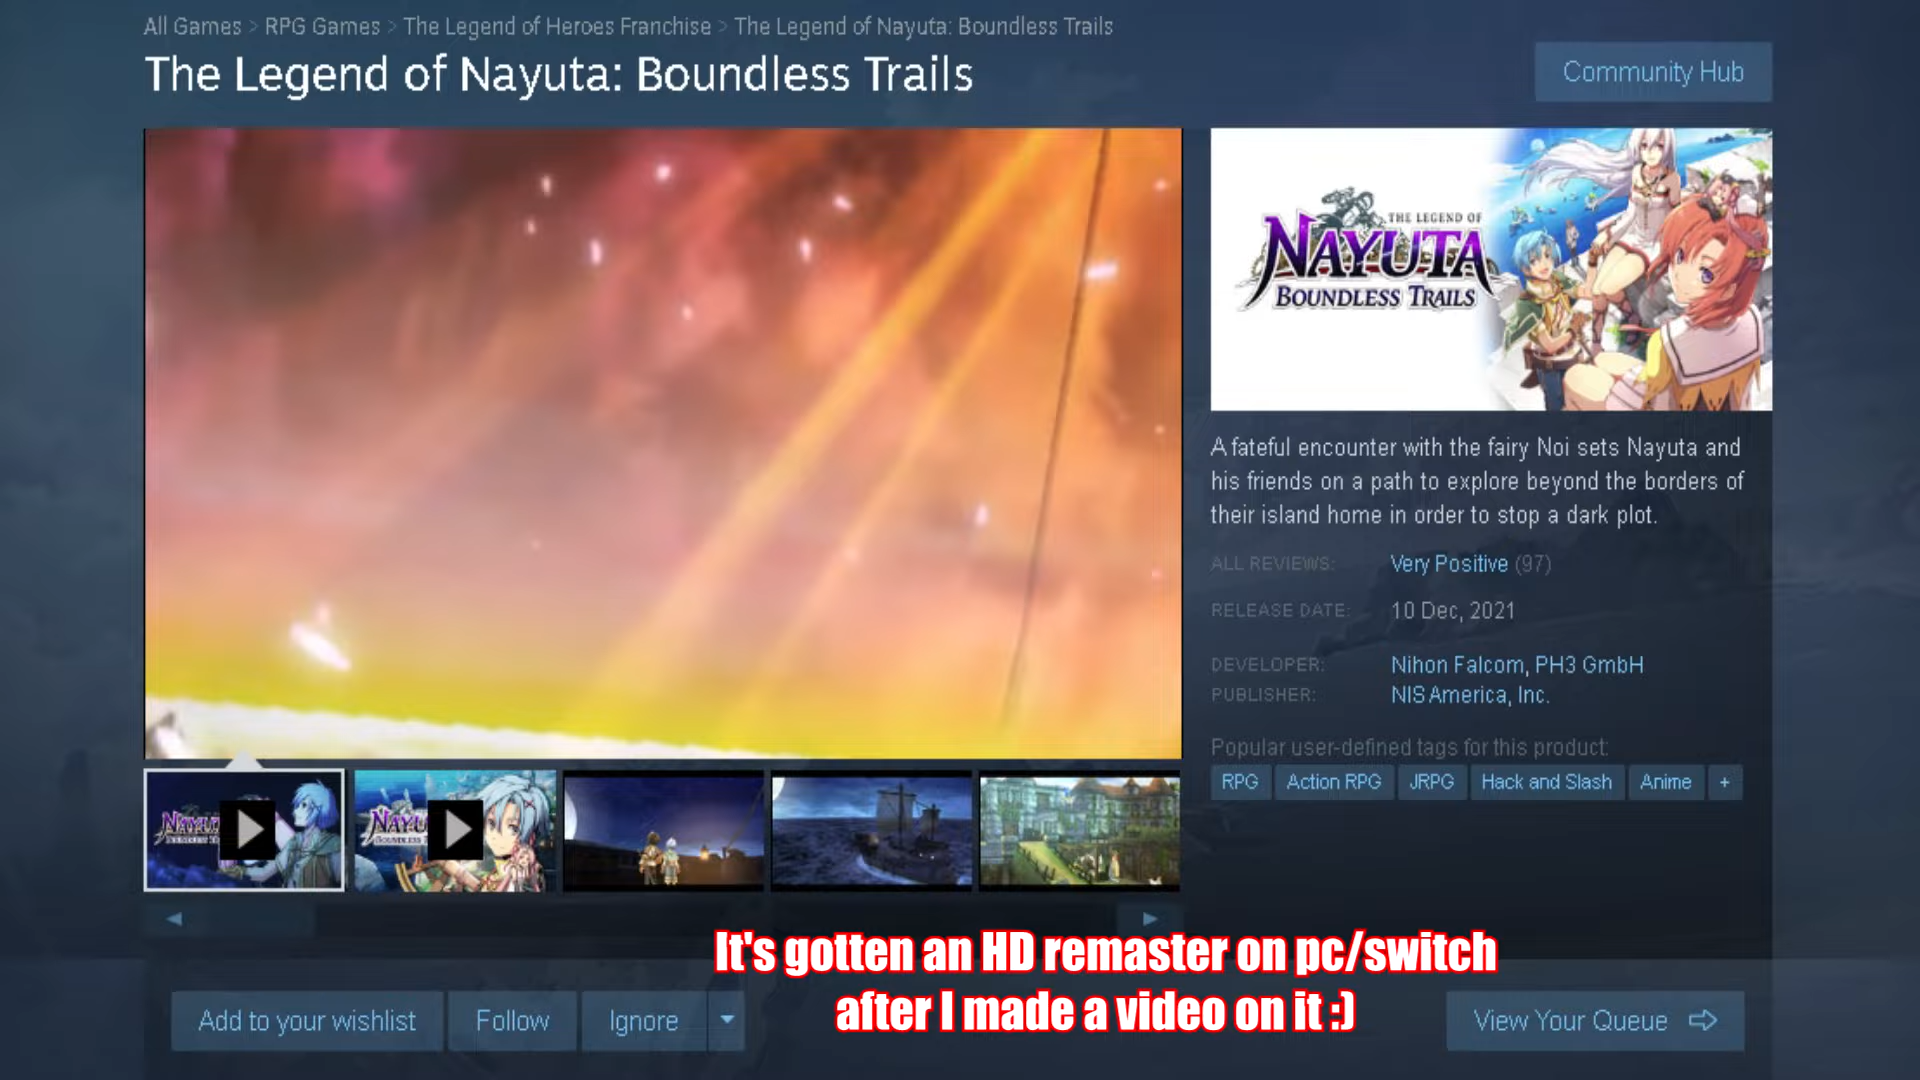 All Games > RPG Games > The Legend of Heroes Franchise > The Legend of Nayuta: Boundless Trails
The Legend of Nayuta: Boundless Trails
Community Hub
THE LEGEND OF
NAYUTA
BOUNDLESS TRAILS
A fateful encounter with the fairy Noi sets Nayuta and
his friends on a path to explore beyond the borders of
their island home in order to stop a dark plot.
ALL REVIEWS: Very Positive (97)
RELEASE DATE: 10 Dec, 2021
DEVELOPER: Nihon Falcom, PH3 GmbH
PUBLISHER: NIS America, Inc.
Popular user-defined tags for this product:
RPG Action RPG JRPG Hack and Slash Anime +
It's gotten an HD remaster on pc/switch
after I made a video on it :)
Add to your wishlist Follow Ignore View Your Queue